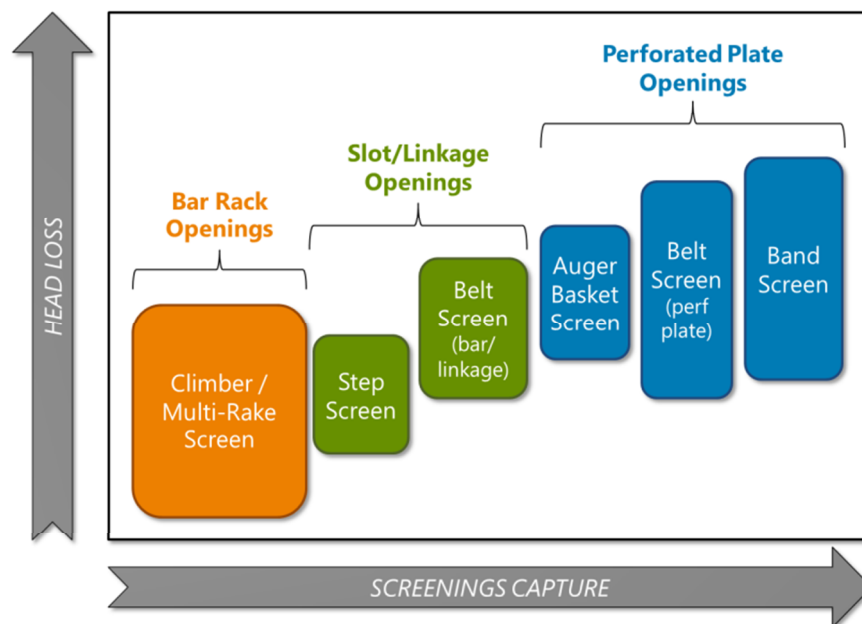 Perforated Plate
Openings
Slot/Linkage
Openings
Bar Rack
Openings
HEAD LOSS
Climber /
Multi-Rake
Screen
Step
Screen
Belt
Screen
(bar/
linkage)
Auger
Basket
Screen
Belt
Screen
(perf
plate)
Band
Screen
SCREENINGS CAPTURE